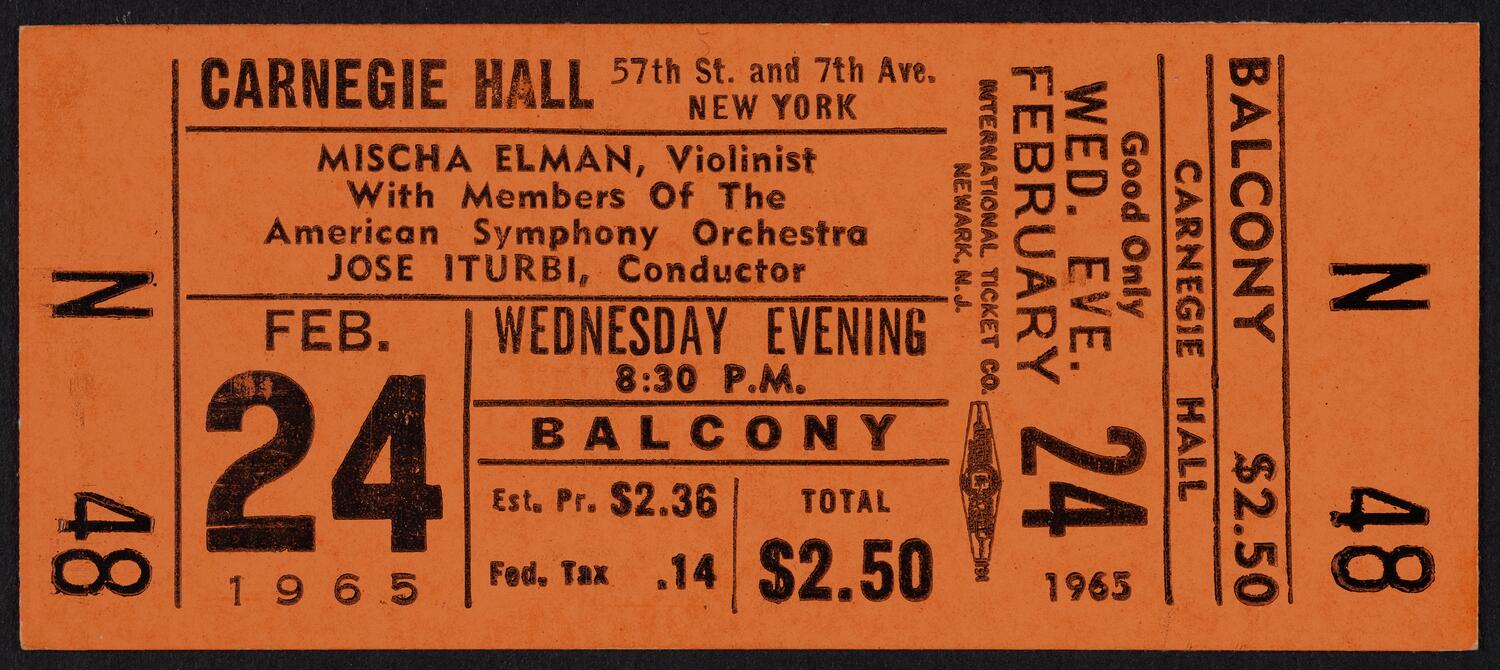 N
48
CARNEGIE HALL
57th St. and 7th Ave.
NEW YORK
MISCHA ELMAN, Violinist
With Members Of The
American Symphony Orchestra
JOSE ITURBI, Conductor
FEB.
24
1965
WEDNESDAY EVENING
8:30 P.M.
BALCONY
Est. Pr. $2.36
Fed. Tax .14
TOTAL
$2.50
BALCONY $2.50
CARNEGIE HALL
Good Only
WED. EVE.
FEBRUARY 24
1965
INTERNATIONAL TICKET CO.
NEWARK, N.J.
N
48